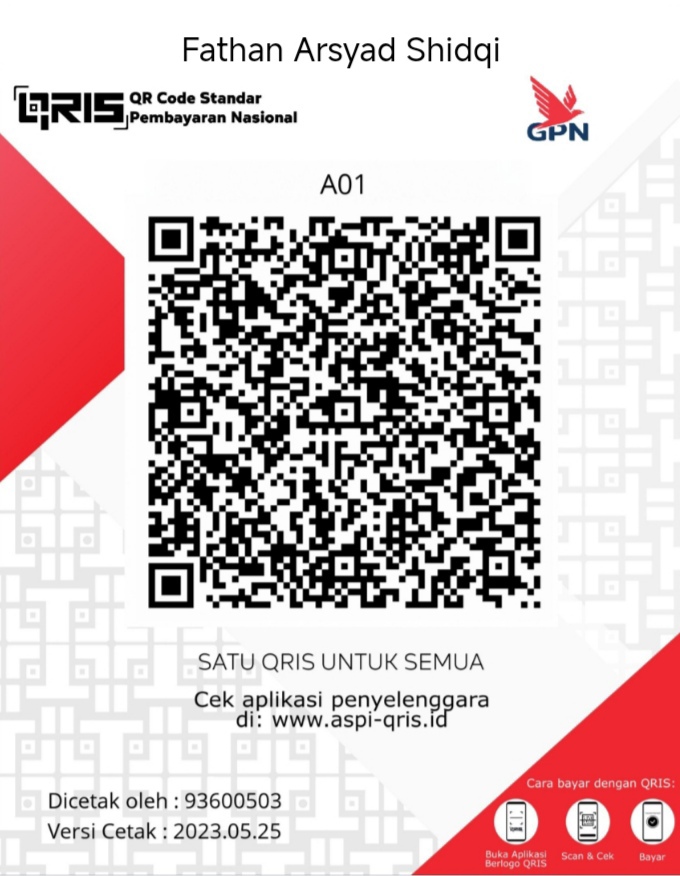 Fathan Arsyad Shidqi
QRIS QR Code Standar
Pembayaran Nasional
GPN
A01
SATU QRIS UNTUK SEMUA
Cek aplikasi penyelenggara
di: www.aspi-qris.id
Dicetak oleh : 93600503
Versi Cetak : 2023.05.25
Cara bayar dengan QRIS:
Buka Aplikasi
Berlogo QRIS
Scan & Cek
Bayar